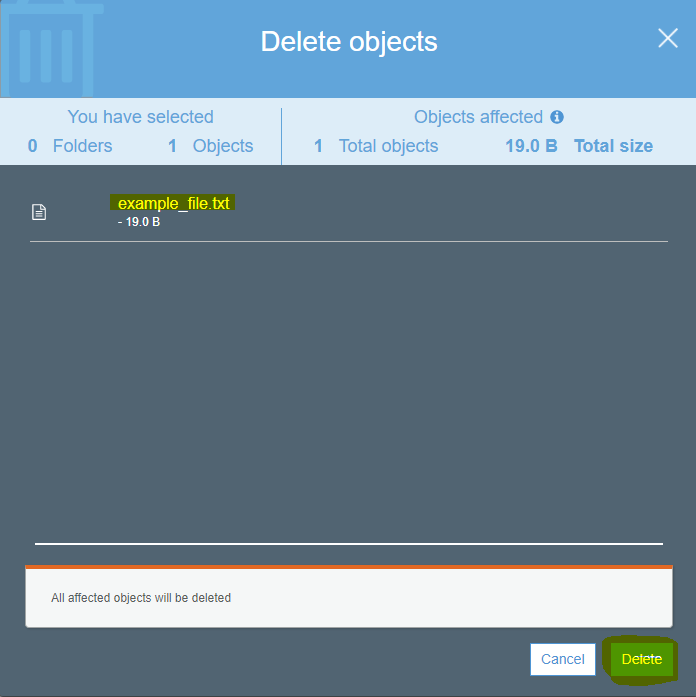 Delete objects
You have selected
Objects affected
0 Folders 1 Objects
1 Total objects 19.0 B Total size
example_file.txt
- 19.0 B
All affected objects will be deleted
Cancel Delete